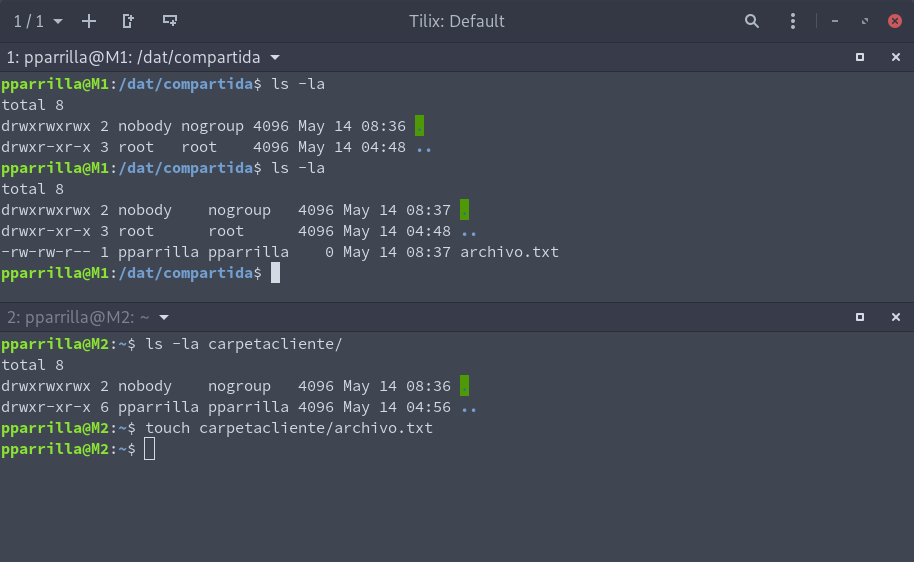 1 / 1 Tilix: Default
1: pparrilla@M1: /dat/compartida
pparrilla@M1:/dat/compartida$ ls -la
total 8
drwxrwxrwx 2 nobody nogroup 4096 May 14 08:36 .
drwxr-xr-x 3 root   root    4096 May 14 04:48 ..
pparrilla@M1:/dat/compartida$ ls -la
total 8
drwxrwxrwx 2 nobody    nogroup   4096 May 14 08:37 .
drwxr-xr-x 3 root      root      4096 May 14 04:48 ..
-rw-rw-r-- 1 pparrilla pparrilla    0 May 14 08:37 archivo.txt
pparrilla@M1:/dat/compartida$
2: pparrilla@M2: ~
pparrilla@M2:~$ ls -la carpetacliente/
total 8
drwxrwxrwx 2 nobody    nogroup   4096 May 14 08:36 .
drwxr-xr-x 6 pparrilla pparrilla 4096 May 14 04:56 ..
pparrilla@M2:~$ touch carpetacliente/archivo.txt
pparrilla@M2:~$